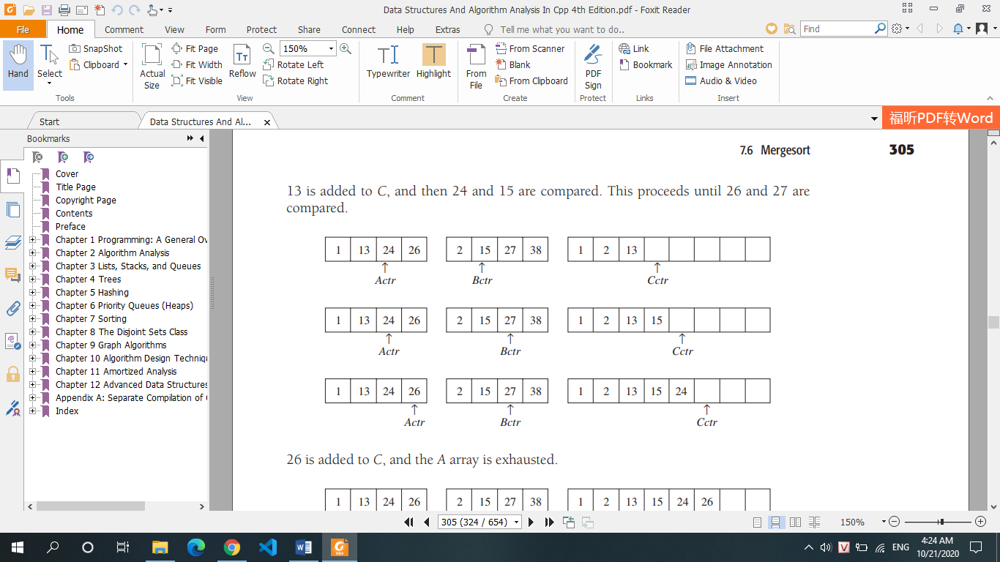 Data Structures And Algorithm Analysis In Cpp 4th Edition.pdf - Foxit Reader
File Home Comment View Form Protect Share Connect Help Extras Tell me what you want to do.. Find
Hand
Select
SnapShot
Clipboard
Tools
Actual Size
Fit Page
Fit Width
Fit Visible
Reflow
150%
Rotate Left
Rotate Right
View
Typewriter
Highlight
Comment
From File
From Scanner
Blank
From Clipboard
Create
PDF Sign
Protect
Link
Bookmark
Links
File Attachment
Image Annotation
Audio & Video
Insert
Start
Data Structures And Al...
福昕PDF转Word
Bookmarks
Cover
Title Page
Copyright Page
Contents
Preface
Chapter 1 Programming: A General Ov
Chapter 2 Algorithm Analysis
Chapter 3 Lists, Stacks, and Queues
Chapter 4 Trees
Chapter 5 Hashing
Chapter 6 Priority Queues (Heaps)
Chapter 7 Sorting
Chapter 8 The Disjoint Sets Class
Chapter 9 Graph Algorithms
Chapter 10 Algorithm Design Techniqu
Chapter 11 Amortized Analysis
Chapter 12 Advanced Data Structures
Appendix A: Separate Compilation of
Index
7.6 Mergesort 305
13 is added to C, and then 24 and 15 are compared. This proceeds until 26 and 27 are
compared.
1 13 24 26 2 15 27 38 1 2 13
Actr Bctr Cctr
1 13 24 26 2 15 27 38 1 2 13 15
Actr Bctr Cctr
1 13 24 26 2 15 27 38 1 2 13 15 24
Actr Bctr Cctr
26 is added to C, and the A array is exhausted.
1 13 24 26 2 15 27 38 1 2 13 15 24 26
305 (324 / 654)
150%
ENG
4:24 AM
10/21/2020